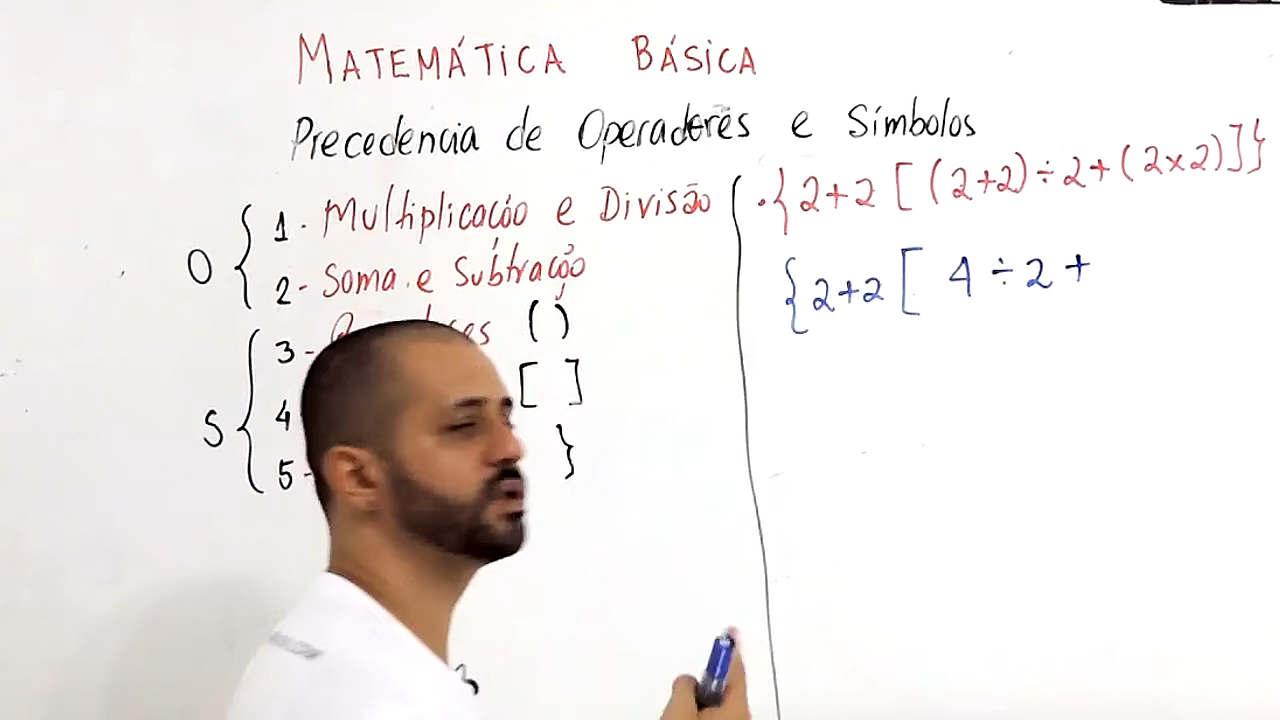 MATEMÁTICA BÁSICA
Precedencia de Operadores e Símbolos
O { 1- Multiplicação e Divisão
2- Soma e Subtração
S { 3- ( )
4 [ ]
5- }
.{ 2+2 [ (2+2) ÷ 2 + (2×2) ] }
{ 2+2 [ 4 ÷ 2 +